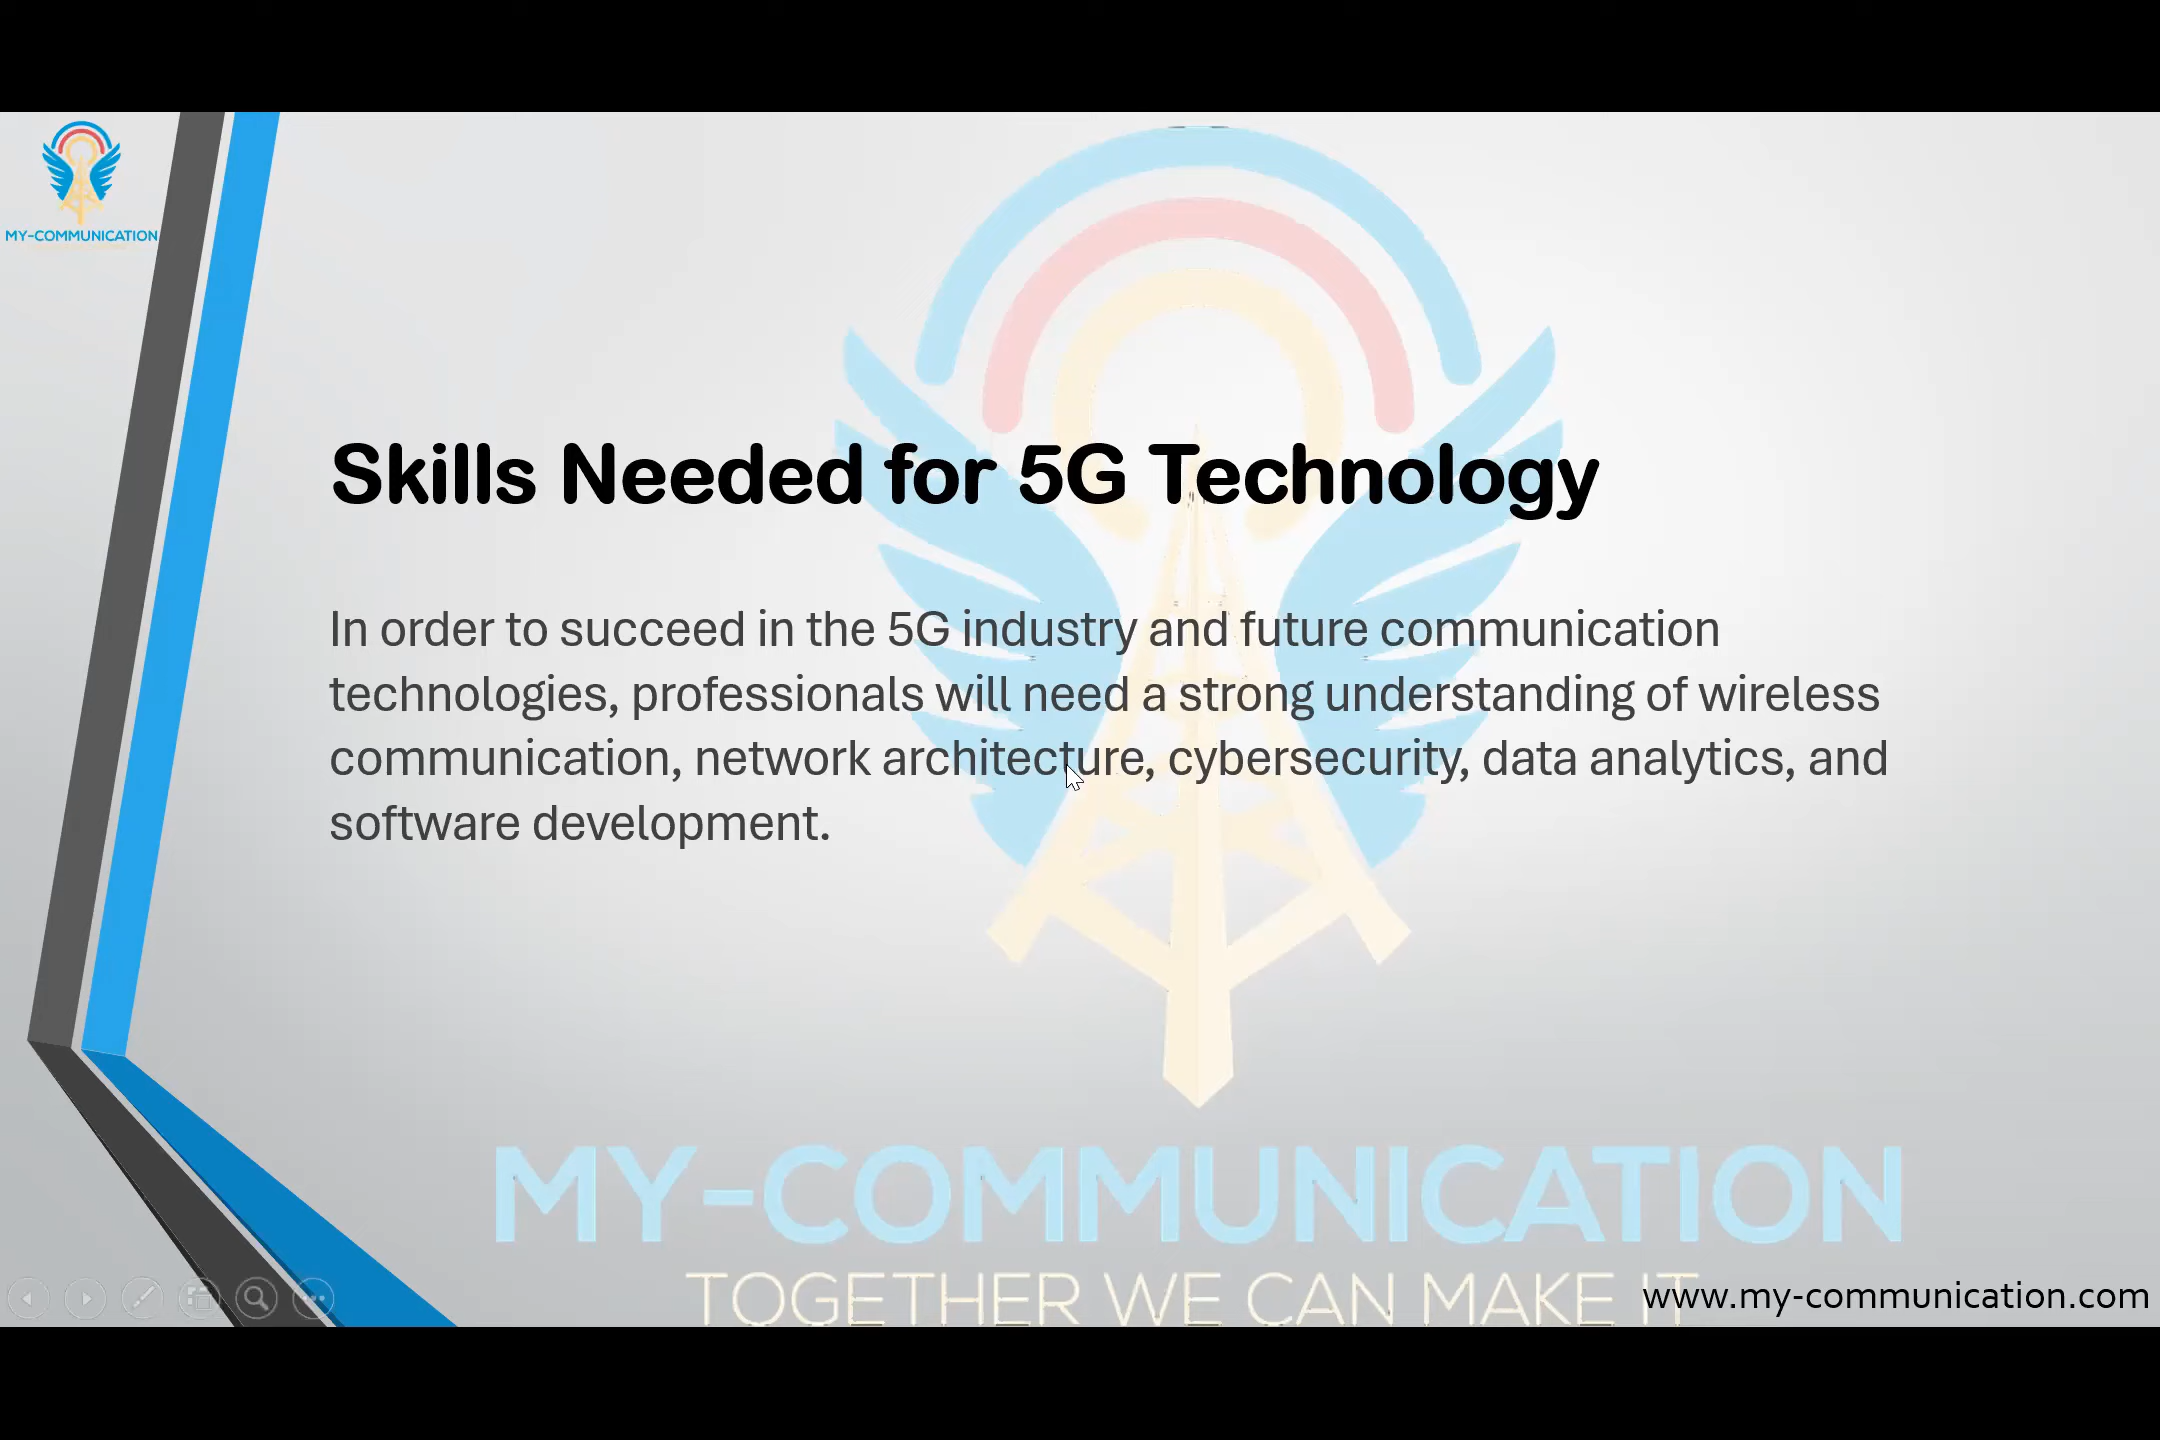 MY-COMMUNICATION
Skills Needed for 5G Technology
In order to succeed in the 5G industry and future communication
technologies, professionals will need a strong understanding of wireless
communication, network architecture, cybersecurity, data analytics, and
software development.
MY-COMMUNICATION
TOGETHER WE CAN MAKE IT
www.my-communication.com